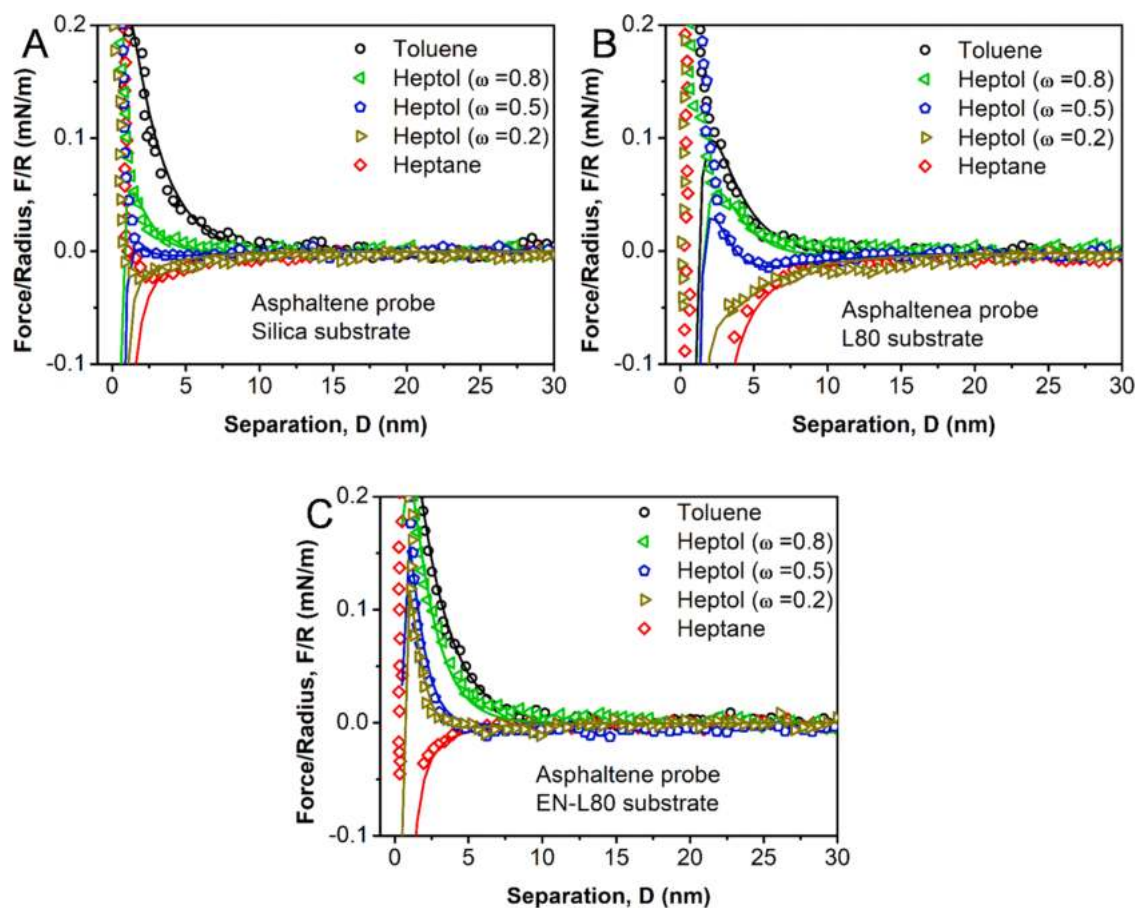 A
0.2
0.1
0.0
-0.1
Force/Radius, F/R (mN/m)
Toluene
Heptol (ω =0.8)
Heptol (ω =0.5)
Heptol (ω =0.2)
Heptane
Asphaltene probe
Silica substrate
0 5 10 15 20 25 30
Separation, D (nm)
B
0.2
0.1
0.0
-0.1
Force/Radius, F/R (mN/m)
Toluene
Heptol (ω =0.8)
Heptol (ω =0.5)
Heptol (ω =0.2)
Heptane
Asphaltenea probe
L80 substrate
0 5 10 15 20 25 30
Separation, D (nm)
C
0.2
0.1
0.0
-0.1
Force/Radius, F/R (mN/m)
Toluene
Heptol (ω =0.8)
Heptol (ω =0.5)
Heptol (ω =0.2)
Heptane
Asphaltene probe
EN-L80 substrate
0 5 10 15 20 25 30
Separation, D (nm)